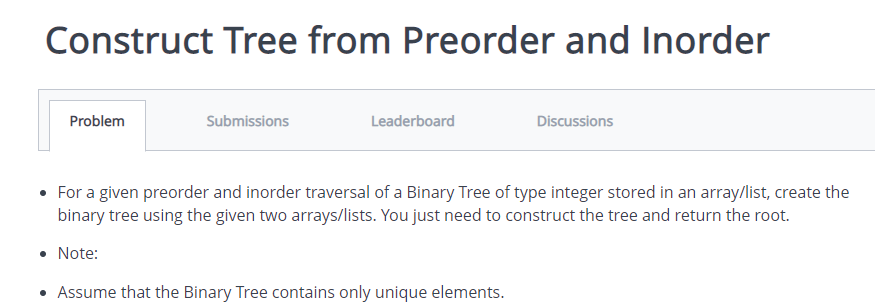 Construct Tree from Preorder and Inorder
Problem
Submissions
Leaderboard
Discussions
• For a given preorder and inorder traversal of a Binary Tree of type integer stored in an array/list, create the
binary tree using the given two arrays/lists. You just need to construct the tree and return the root.
• Note:
• Assume that the Binary Tree contains only unique elements.